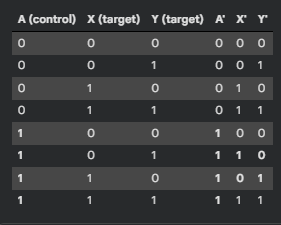 A (control) X (target) Y (target) A' X' Y'
0 0 0 0 0 0
0 0 1 0 0 1
0 1 0 0 1 0
0 1 1 0 1 1
1 0 0 1 0 0
1 0 1 1 1 0
1 1 0 1 0 1
1 1 1 1 1 1